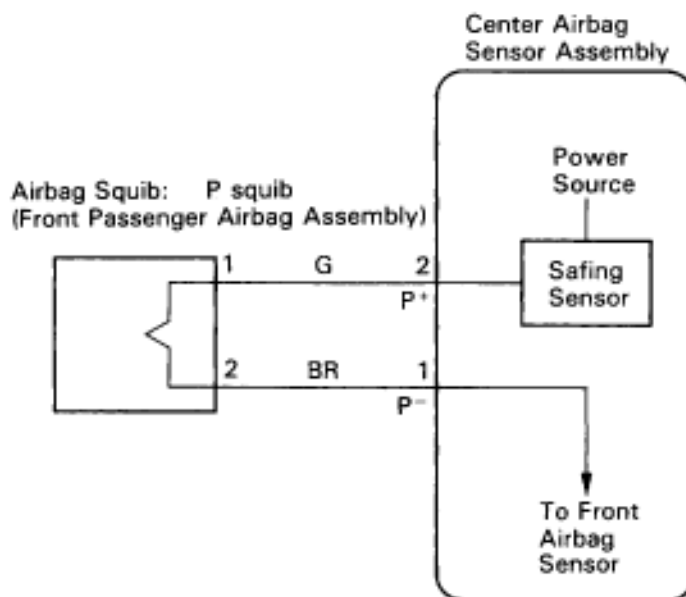 Center Airbag
Sensor Assembly
Power
Source
Airbag Squib: P squib
(Front Passenger Airbag Assembly)
1 G 2
Safing
Sensor
P+
2 BR 1
P−
To Front
Airbag
Sensor